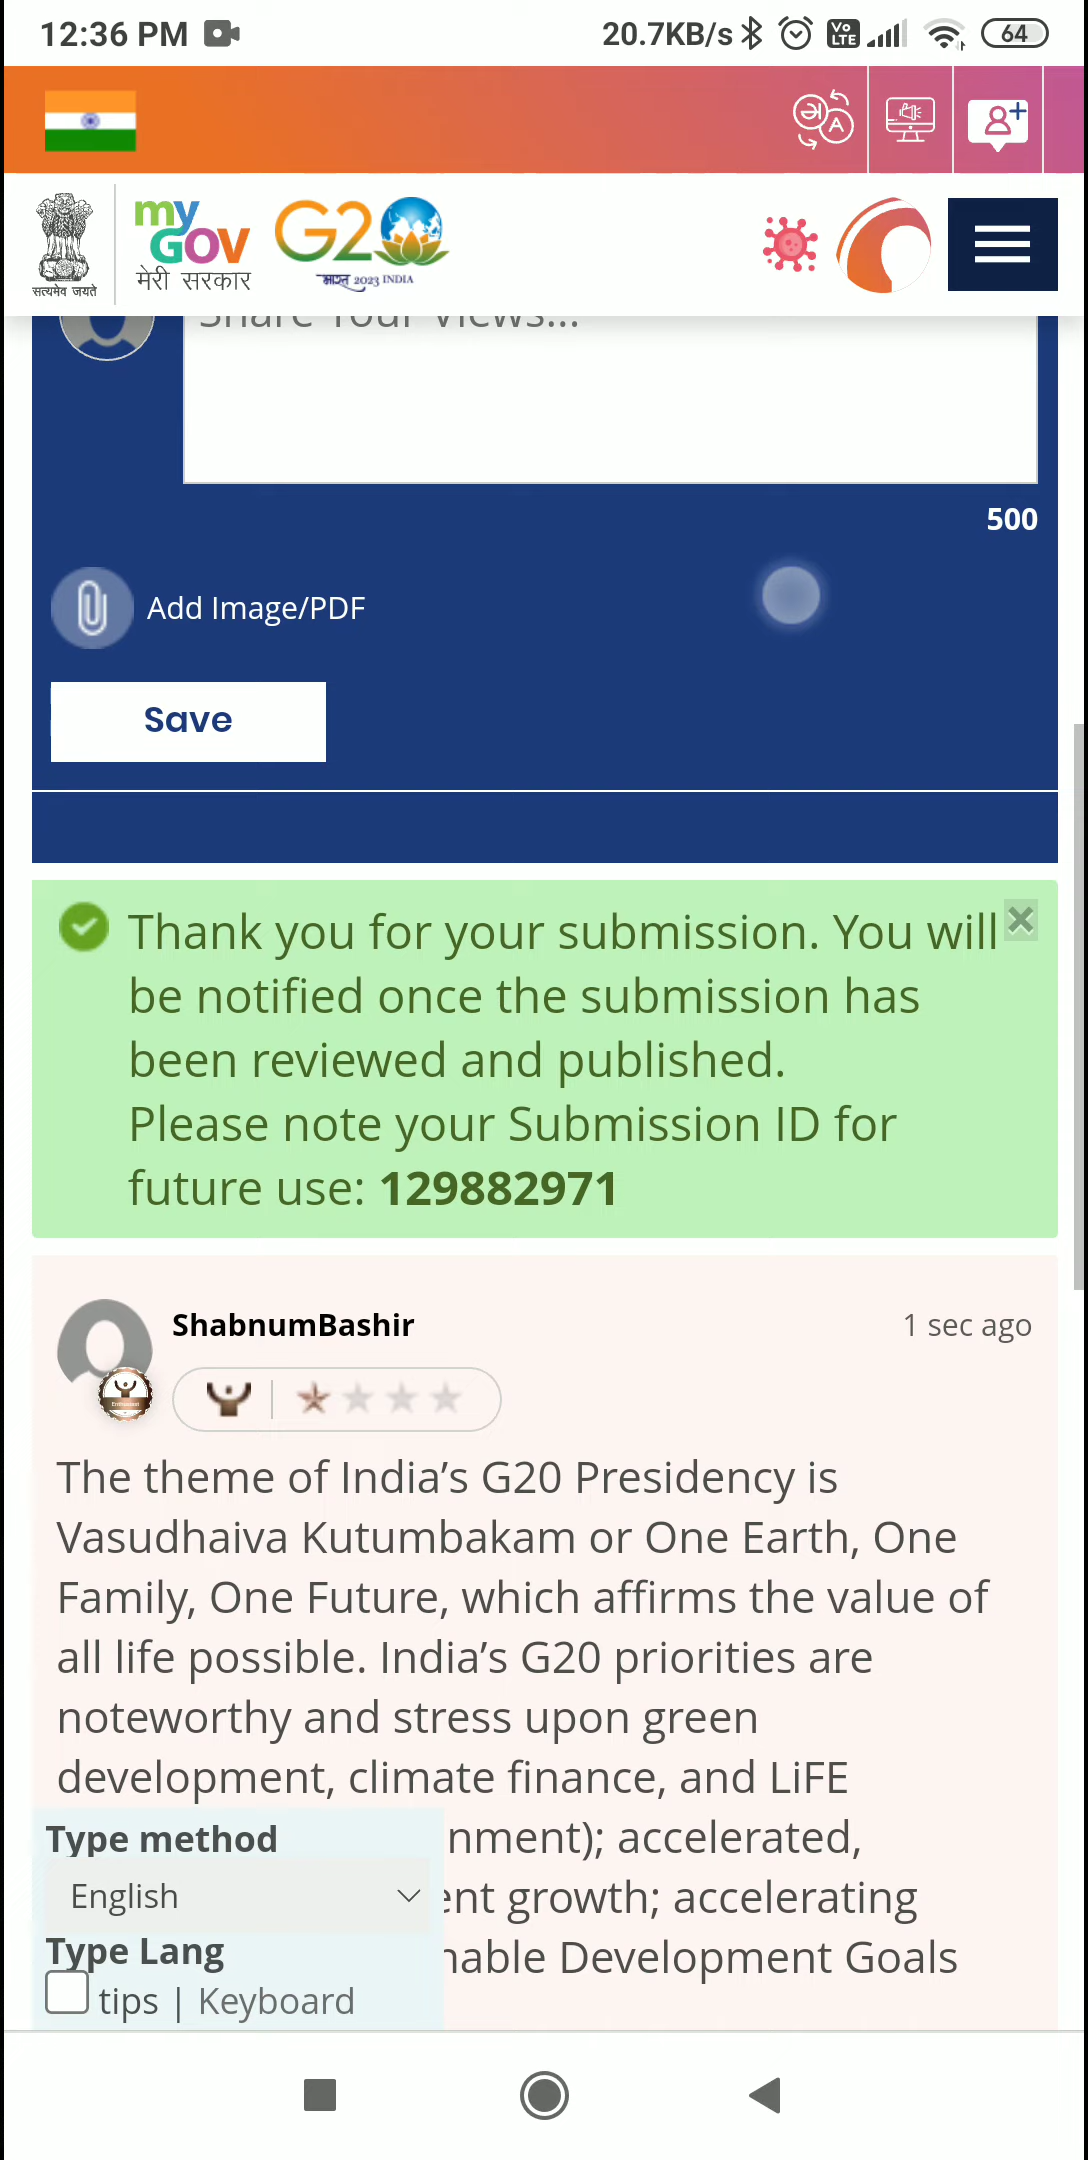 12:36 PM
20.7KB/s
Vo LTE
64
A
सत्यमेव जयते
my GOV
मेरी सरकार
G20
भारत 2023 INDIA
Share Your Views...
500
Add Image/PDF
Save
Thank you for your submission. You will
be notified once the submission has
been reviewed and published.
Please note your Submission ID for
future use: 129882971
ShabnumBashir
1 sec ago
The theme of India’s G20 Presidency is
Vasudhaiva Kutumbakam or One Earth, One
Family, One Future, which affirms the value of
all life possible. India’s G20 priorities are
noteworthy and stress upon green
development, climate finance, and LiFE
nment); accelerated,
ent growth; accelerating
nable Development Goals
Type method
English
Type Lang
tips | Keyboard